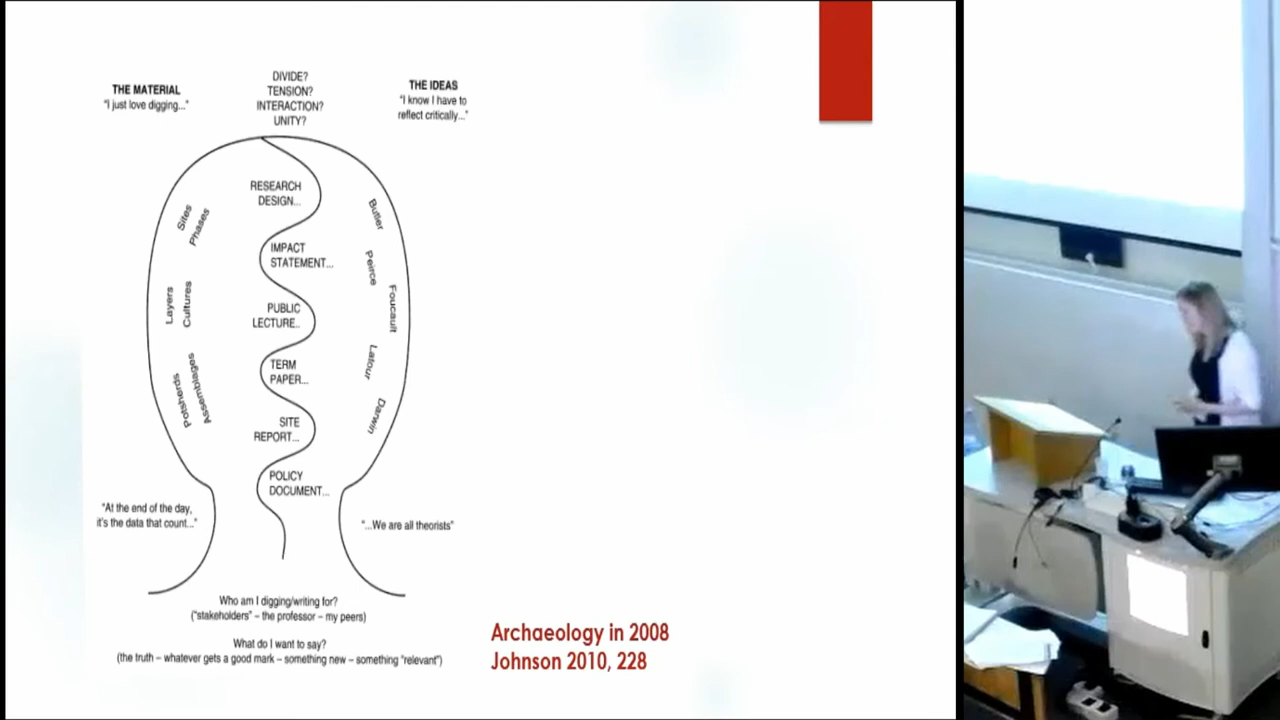 THE MATERIAL
"I just love digging..."
DIVIDE?
TENSION?
INTERACTION?
UNITY?
THE IDEAS
"I know I have to
reflect critically..."
RESEARCH
DESIGN...
IMPACT
STATEMENT...
PUBLIC
LECTURE..
TERM
PAPER...
SITE
REPORT...
POLICY
DOCUMENT...
Sites
Phases
Layers
Cultures
Potsherds
Assemblages
Butler
Peirce
Foucault
Latour
Darwin
"At the end of the day,
it's the data that count..."
"...We are all theorists"
Who am I digging/writing for?
("stakeholders" – the professor – my peers)
What do I want to say?
(the truth – whatever gets a good mark – something new – something "relevant")
Archaeology in 2008
Johnson 2010, 228